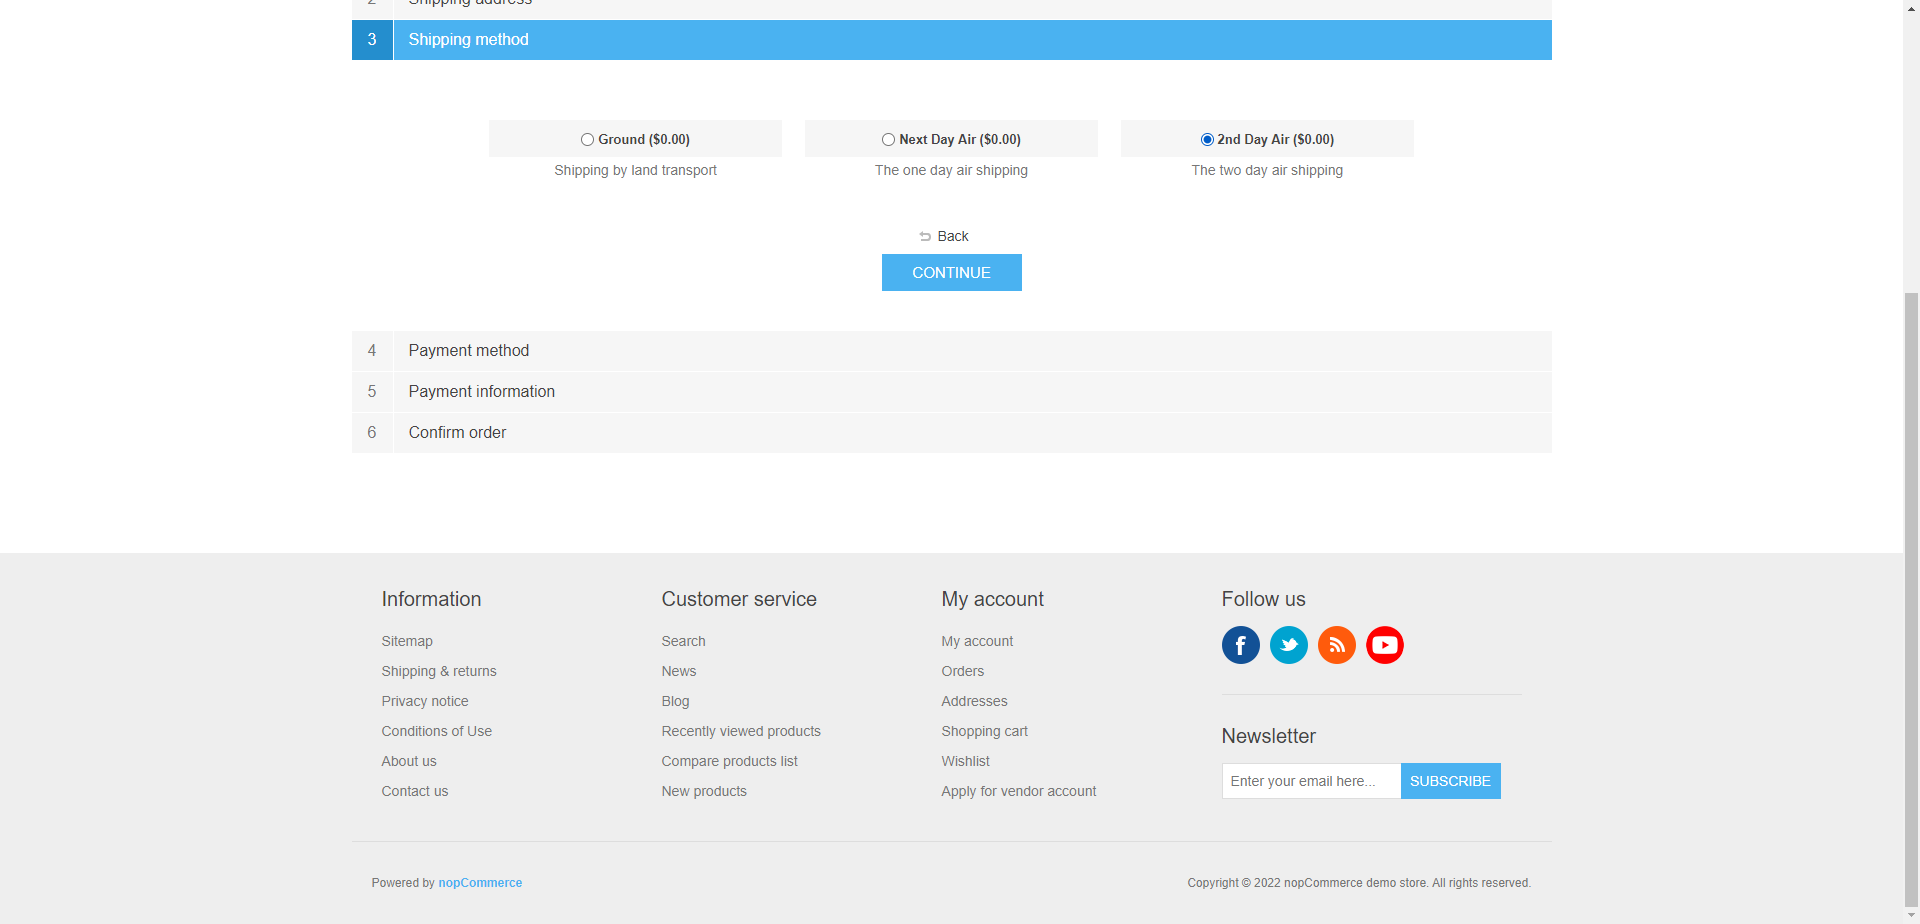 2 Shipping address
3 Shipping method
Ground ($0.00)
Shipping by land transport
Next Day Air ($0.00)
The one day air shipping
2nd Day Air ($0.00)
The two day air shipping
Back
CONTINUE
4 Payment method
5 Payment information
6 Confirm order
Information
Sitemap
Shipping & returns
Privacy notice
Conditions of Use
About us
Contact us
Customer service
Search
News
Blog
Recently viewed products
Compare products list
New products
My account
My account
Orders
Addresses
Shopping cart
Wishlist
Apply for vendor account
Follow us
Newsletter
Enter your email here...
SUBSCRIBE
Powered by nopCommerce
Copyright © 2022 nopCommerce demo store. All rights reserved.